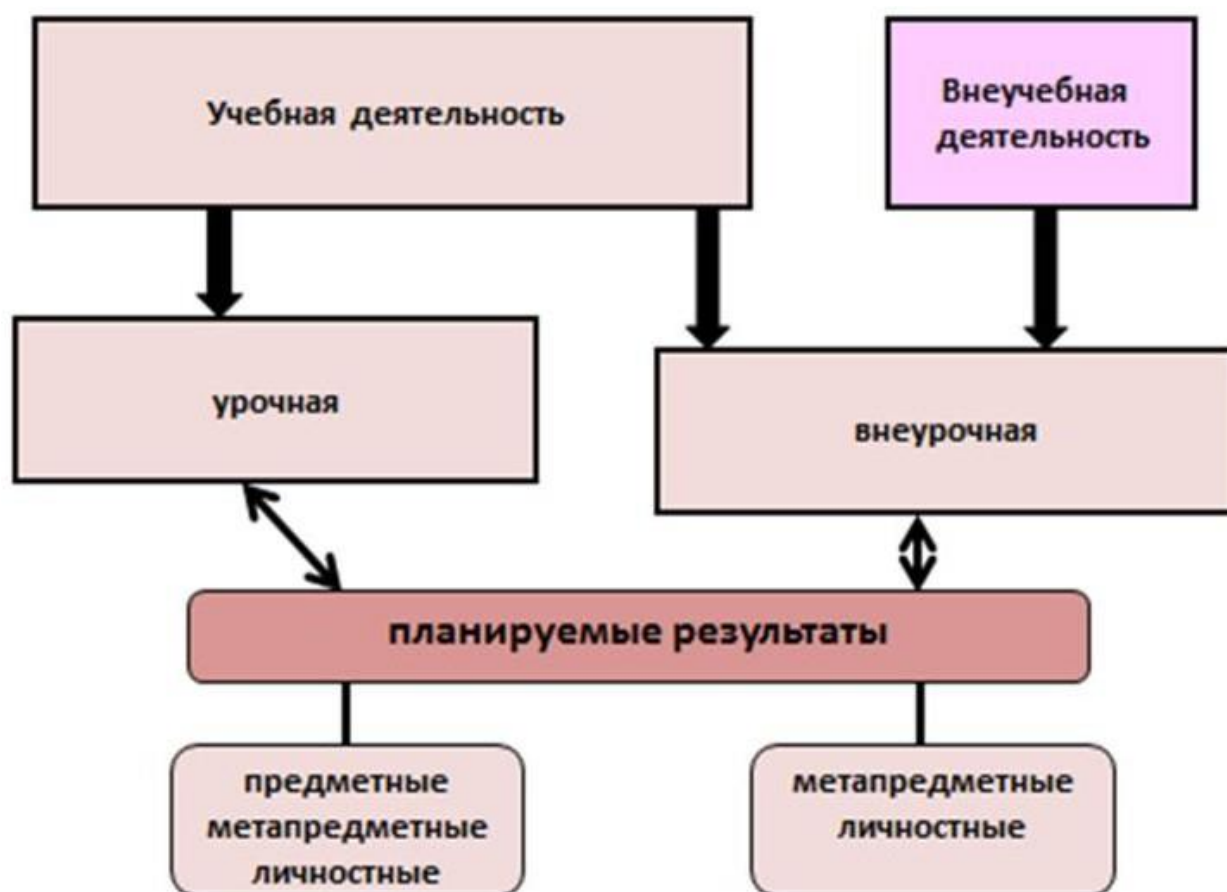 Учебная деятельность
Внеучебная
деятельность
урочная
внеурочная
планируемые результаты
предметные
метапредметные
личностные
метапредметные
личностные